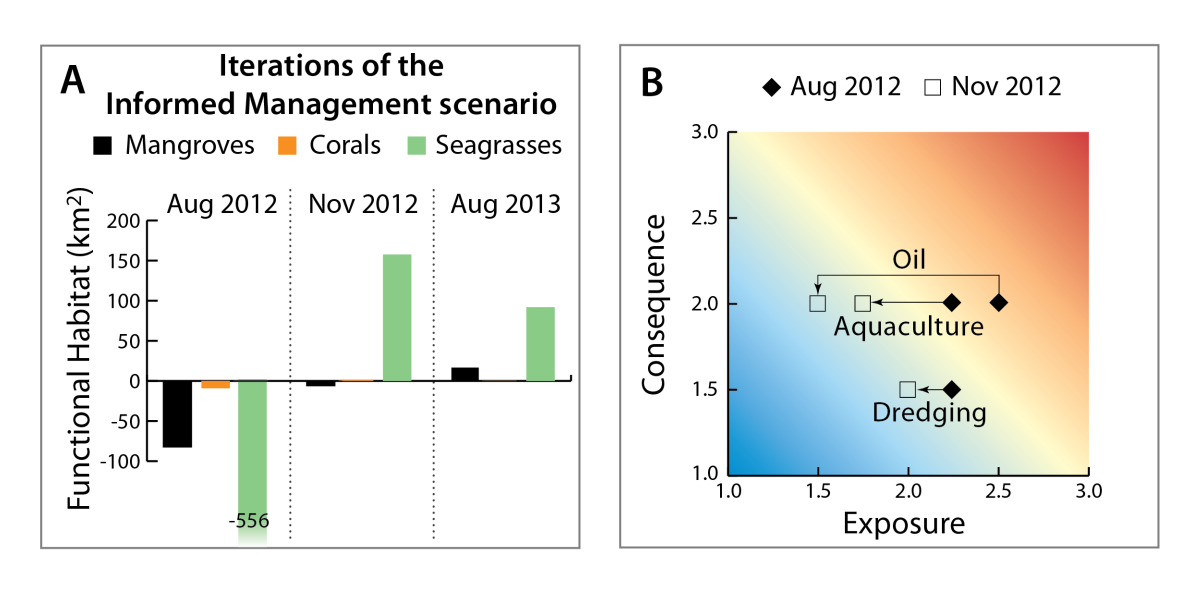 A
Iterations of the
Informed Management scenario
Mangroves Corals Seagrasses
Aug 2012 Nov 2012 Aug 2013
Functional Habitat (km²)
200
150
100
50
0
-50
-100
-556
B
Aug 2012 Nov 2012
Consequence
3.0
2.5
2.0
1.5
1.0
Oil
Aquaculture
Dredging
1.0 1.5 2.0 2.5 3.0
Exposure